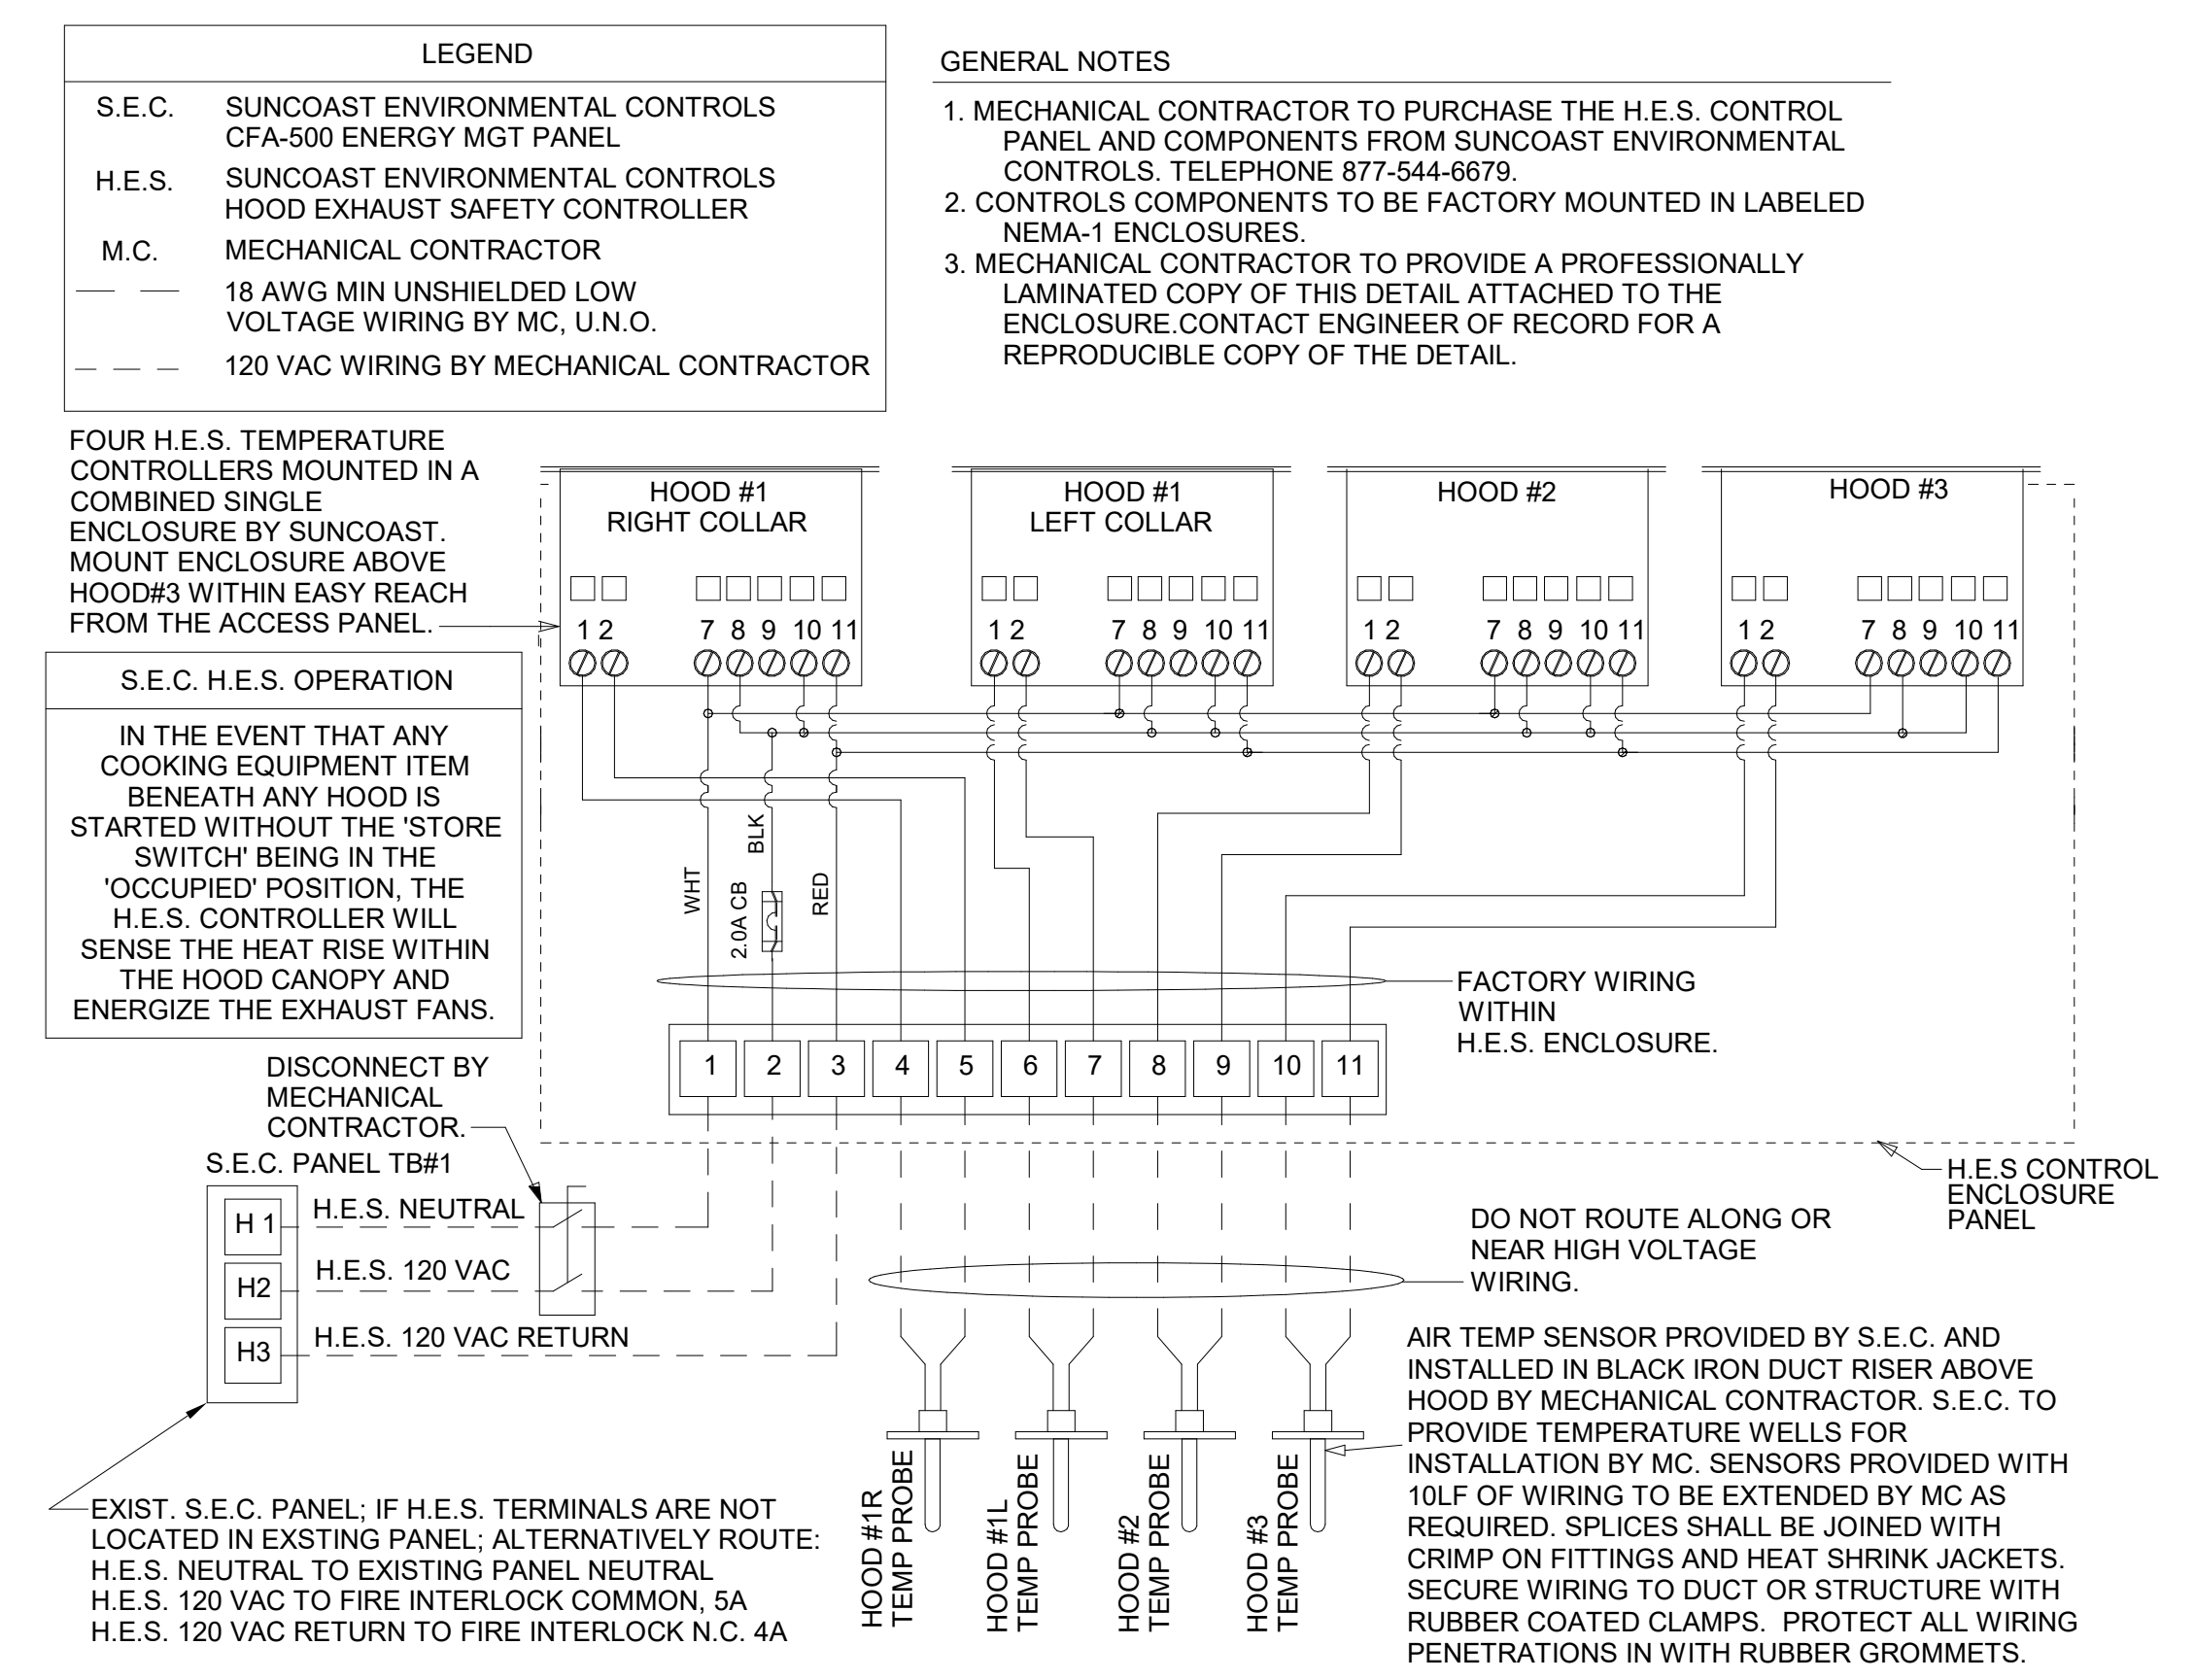 LEGEND
S.E.C. SUNCOAST ENVIRONMENTAL CONTROLS
CFA-500 ENERGY MGT PANEL
H.E.S. SUNCOAST ENVIRONMENTAL CONTROLS
HOOD EXHAUST SAFETY CONTROLLER
M.C. MECHANICAL CONTRACTOR
18 AWG MIN UNSHIELDED LOW
VOLTAGE WIRING BY MC, U.N.O.
120 VAC WIRING BY MECHANICAL CONTRACTOR
GENERAL NOTES
1. MECHANICAL CONTRACTOR TO PURCHASE THE H.E.S. CONTROL
PANEL AND COMPONENTS FROM SUNCOAST ENVIRONMENTAL
CONTROLS. TELEPHONE 877-544-6679.
2. CONTROLS COMPONENTS TO BE FACTORY MOUNTED IN LABELED
NEMA-1 ENCLOSURES.
3. MECHANICAL CONTRACTOR TO PROVIDE A PROFESSIONALLY
LAMINATED COPY OF THIS DETAIL ATTACHED TO THE
ENCLOSURE.CONTACT ENGINEER OF RECORD FOR A
REPRODUCIBLE COPY OF THE DETAIL.
FOUR H.E.S. TEMPERATURE
CONTROLLERS MOUNTED IN A
COMBINED SINGLE
ENCLOSURE BY SUNCOAST.
MOUNT ENCLOSURE ABOVE
HOOD#3 WITHIN EASY REACH
FROM THE ACCESS PANEL.
HOOD #1
RIGHT COLLAR
1 2 7 8 9 10 11
HOOD #1
LEFT COLLAR
1 2 7 8 9 10 11
HOOD #2
1 2 7 8 9 10 11
HOOD #3
1 2 7 8 9 10 11
S.E.C. H.E.S. OPERATION
IN THE EVENT THAT ANY
COOKING EQUIPMENT ITEM
BENEATH ANY HOOD IS
STARTED WITHOUT THE 'STORE
SWITCH' BEING IN THE
'OCCUPIED' POSITION, THE
H.E.S. CONTROLLER WILL
SENSE THE HEAT RISE WITHIN
THE HOOD CANOPY AND
ENERGIZE THE EXHAUST FANS.
WHT
2.0A CB
BLK
RED
FACTORY WIRING
WITHIN
H.E.S. ENCLOSURE.
1 2 3 4 5 6 7 8 9 10 11
DISCONNECT BY
MECHANICAL
CONTRACTOR.
S.E.C. PANEL TB#1
H 1 H.E.S. NEUTRAL
H2 H.E.S. 120 VAC
H3 H.E.S. 120 VAC RETURN
H.E.S CONTROL
ENCLOSURE
PANEL
DO NOT ROUTE ALONG OR
NEAR HIGH VOLTAGE
WIRING.
EXIST. S.E.C. PANEL; IF H.E.S. TERMINALS ARE NOT
LOCATED IN EXSTING PANEL; ALTERNATIVELY ROUTE:
H.E.S. NEUTRAL TO EXISTING PANEL NEUTRAL
H.E.S. 120 VAC TO FIRE INTERLOCK COMMON, 5A
H.E.S. 120 VAC RETURN TO FIRE INTERLOCK N.C. 4A
HOOD #1R
TEMP PROBE
HOOD #1L
TEMP PROBE
HOOD #2
TEMP PROBE
HOOD #3
TEMP PROBE
AIR TEMP SENSOR PROVIDED BY S.E.C. AND
INSTALLED IN BLACK IRON DUCT RISER ABOVE
HOOD BY MECHANICAL CONTRACTOR. S.E.C. TO
PROVIDE TEMPERATURE WELLS FOR
INSTALLATION BY MC. SENSORS PROVIDED WITH
10LF OF WIRING TO BE EXTENDED BY MC AS
REQUIRED. SPLICES SHALL BE JOINED WITH
CRIMP ON FITTINGS AND HEAT SHRINK JACKETS.
SECURE WIRING TO DUCT OR STRUCTURE WITH
RUBBER COATED CLAMPS. PROTECT ALL WIRING
PENETRATIONS IN WITH RUBBER GROMMETS.